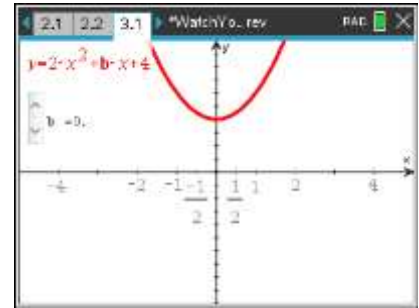 2.1 2.2 3.1 *WatchYo...rev RAD
y
y=2·x²+b·x+4
b =0.
x
-4 -2 -1 -1/2 1/2 1 2 4